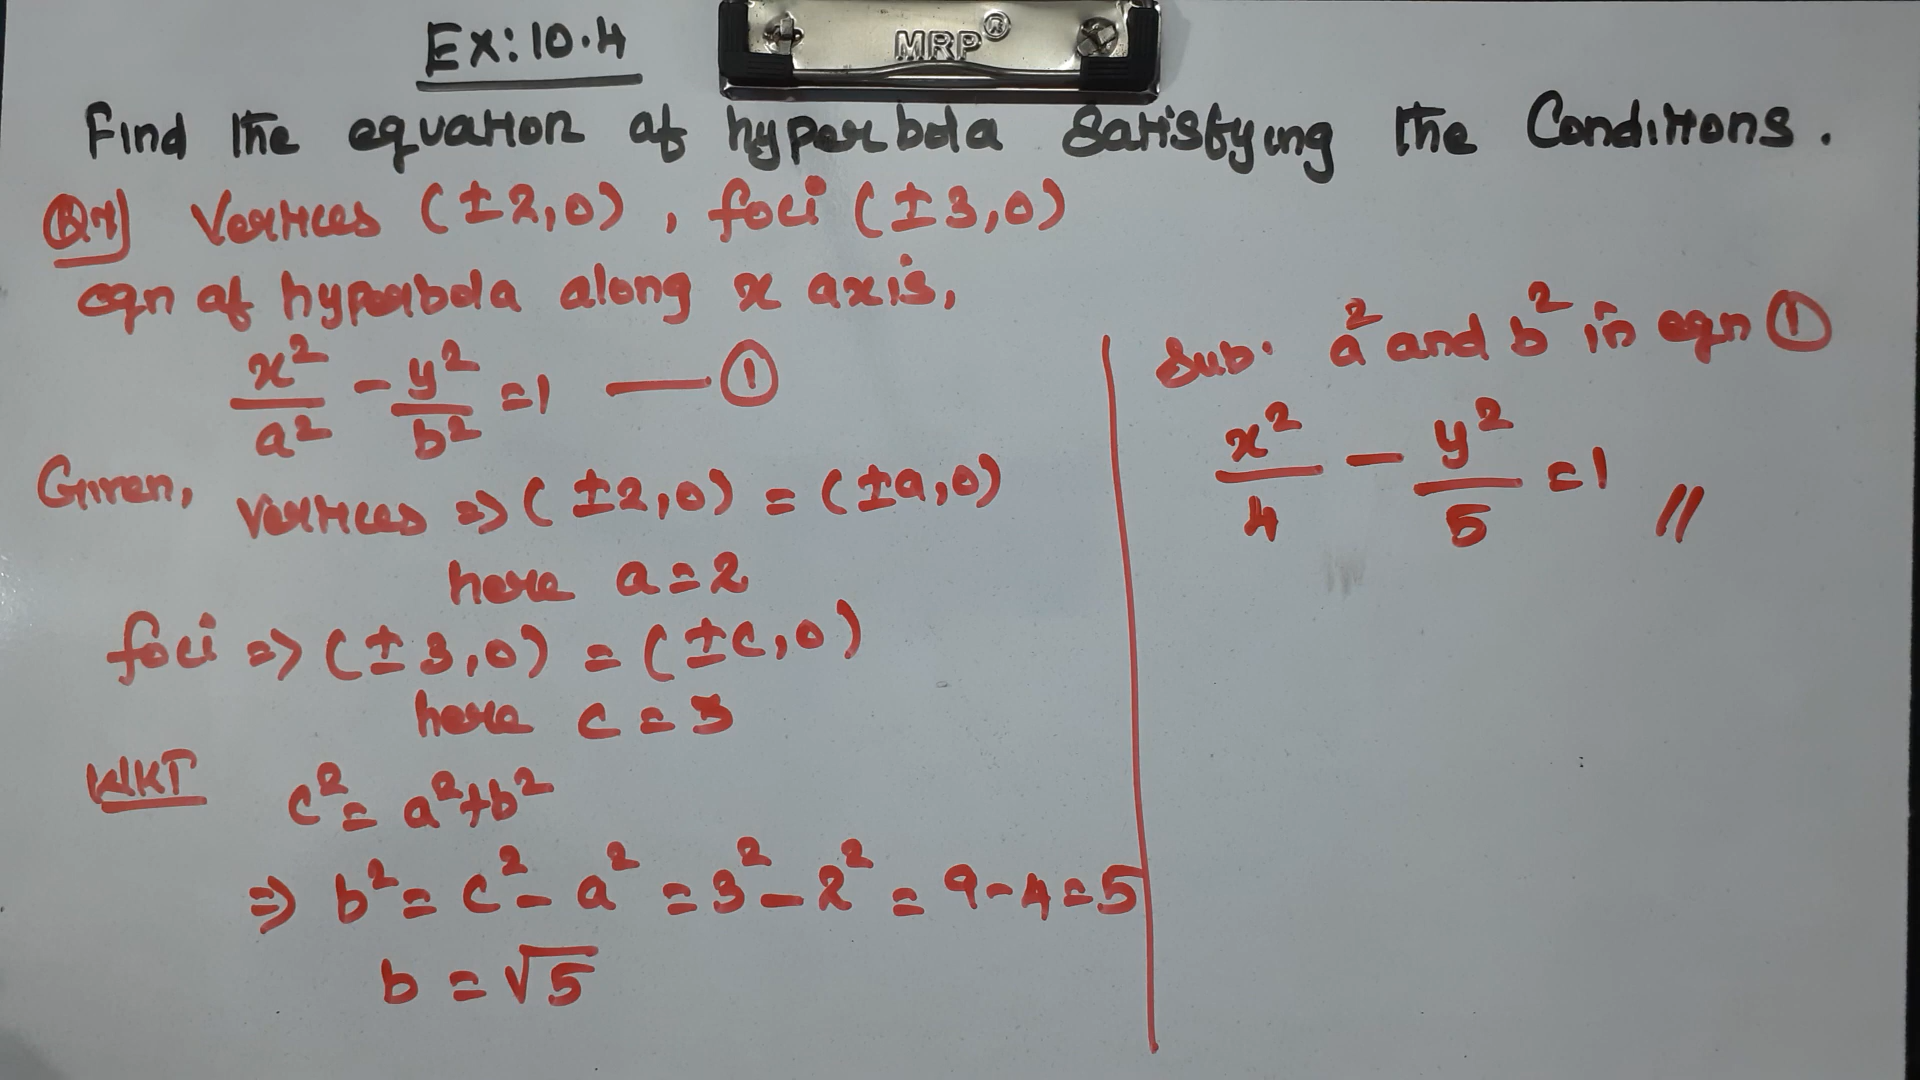 Ex: 10.4
MRP®
Find the equation of hyperbola satisfying the Conditions.
Q7) Vertices (±2,0), foci (±3,0)
eqn of hyperbola along x axis,
x²/a² - y²/b² = 1 — ①
Given, vertices => (±2,0) = (±a,0)
here a = 2
foci => (±3,0) = (±c,0)
here c = 3
WKT c² = a²+b²
=> b² = c² - a² = 3² - 2² = 9-4=5
b = √5
Sub. a² and b² in eqn ①
x²/4 - y²/5 = 1 //